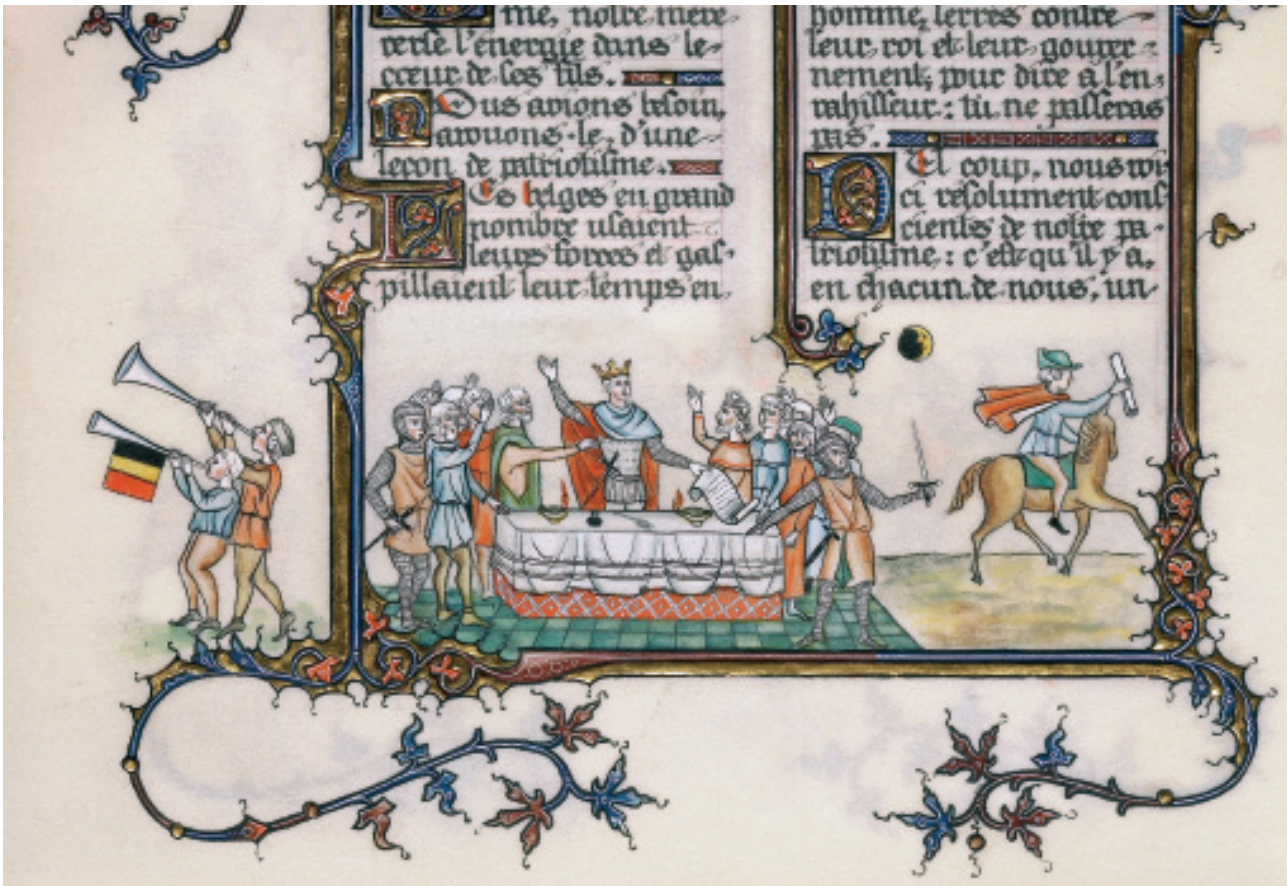 me, notre mere
verse l'énergie dans le
cœur de ses fils.
Nous avions besoin,
avouons-le, d'une
leçon de patriotisme.
Des belges en grand
nombre usaient
leurs forces et gas-
pillaient leur temps en
homme, serres contre
leur roi et leur gouver-
nement, pour dire à l'en-
vahisseur : tu ne passeras
pas.
Du coup, nous voi
ci résolument cons
cients de notre pa-
triotisme : c'est qu'il y a,
en chacun de nous, un